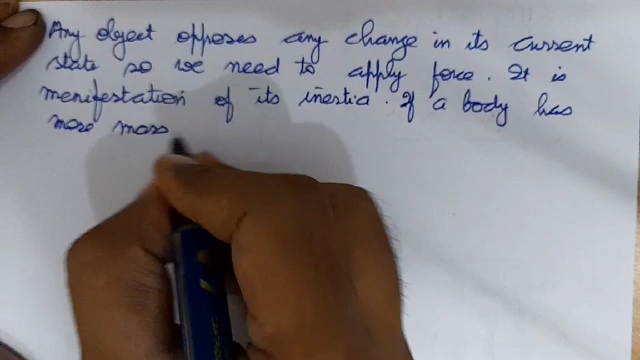 Any object opposes any change in its current
state so we need to apply force. It is
menifestation of its inertia. If a body has
more mass